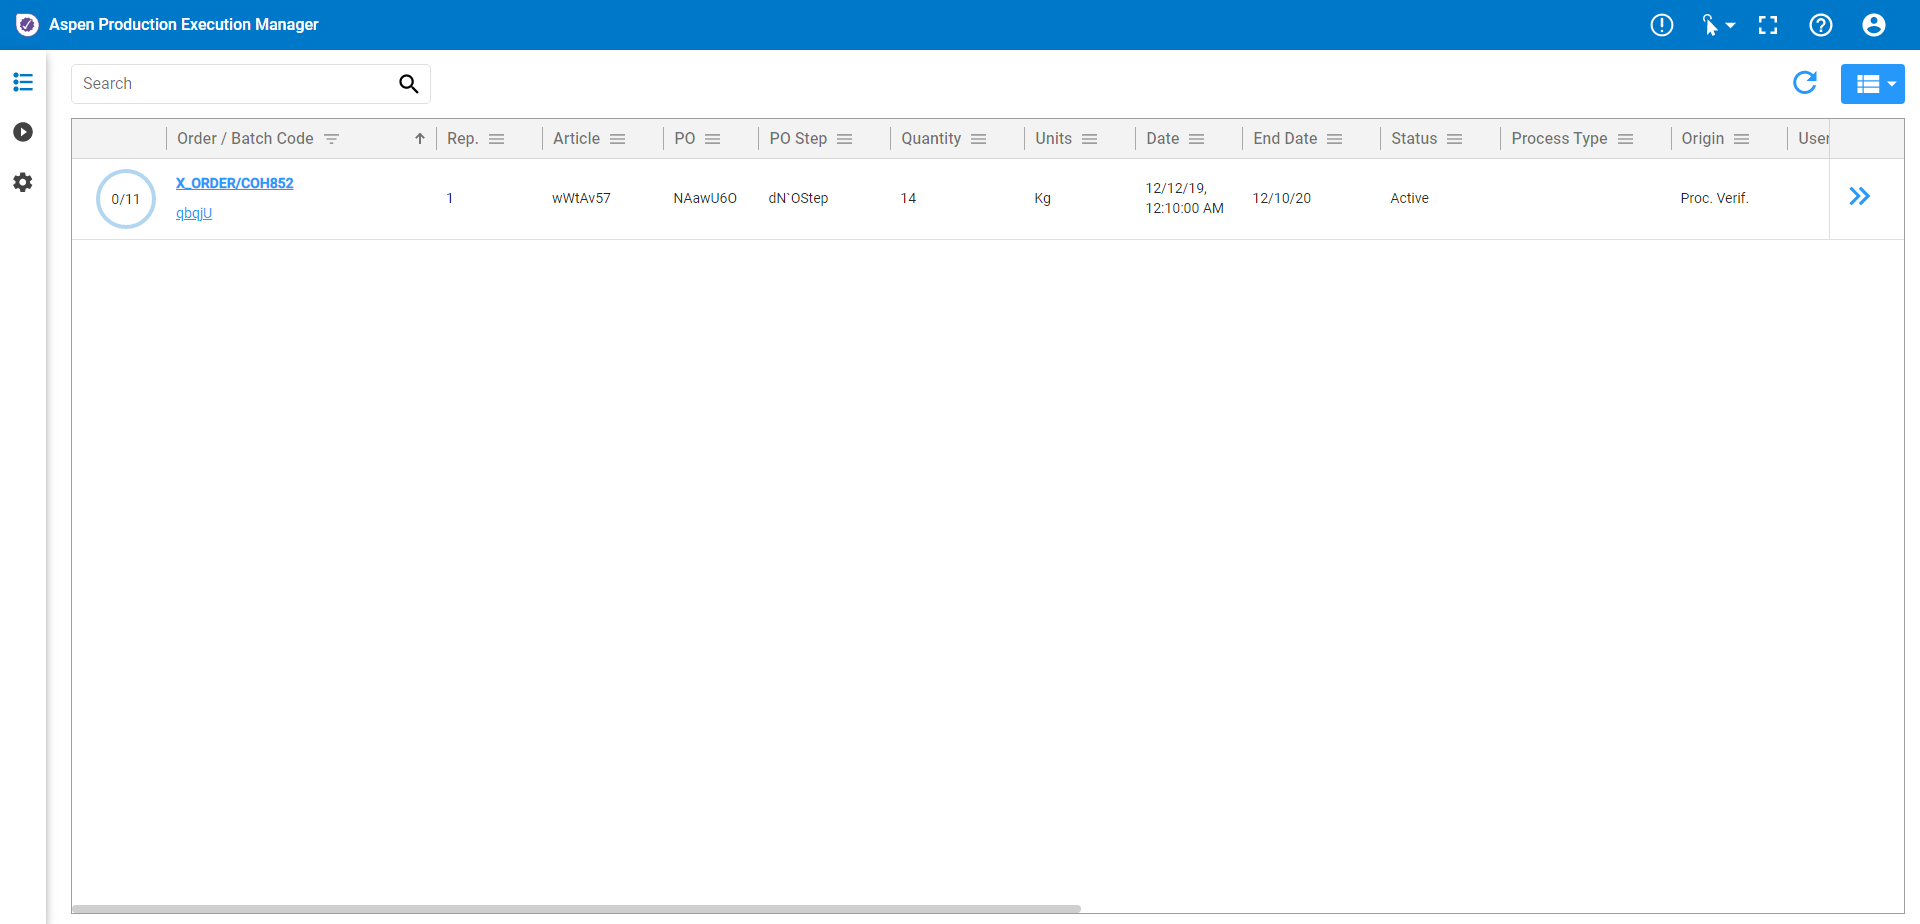 Aspen Production Execution Manager
Search
Order / Batch Code
Rep.
Article
PO
PO Step
Quantity
Units
Date
End Date
Status
Process Type
Origin
User
0/11
X_ORDER/COH852
qbqjU
1
wWtAv57
NAawU6O
dN`OStep
14
Kg
12/12/19,
12:10:00 AM
12/10/20
Active
Proc. Verif.